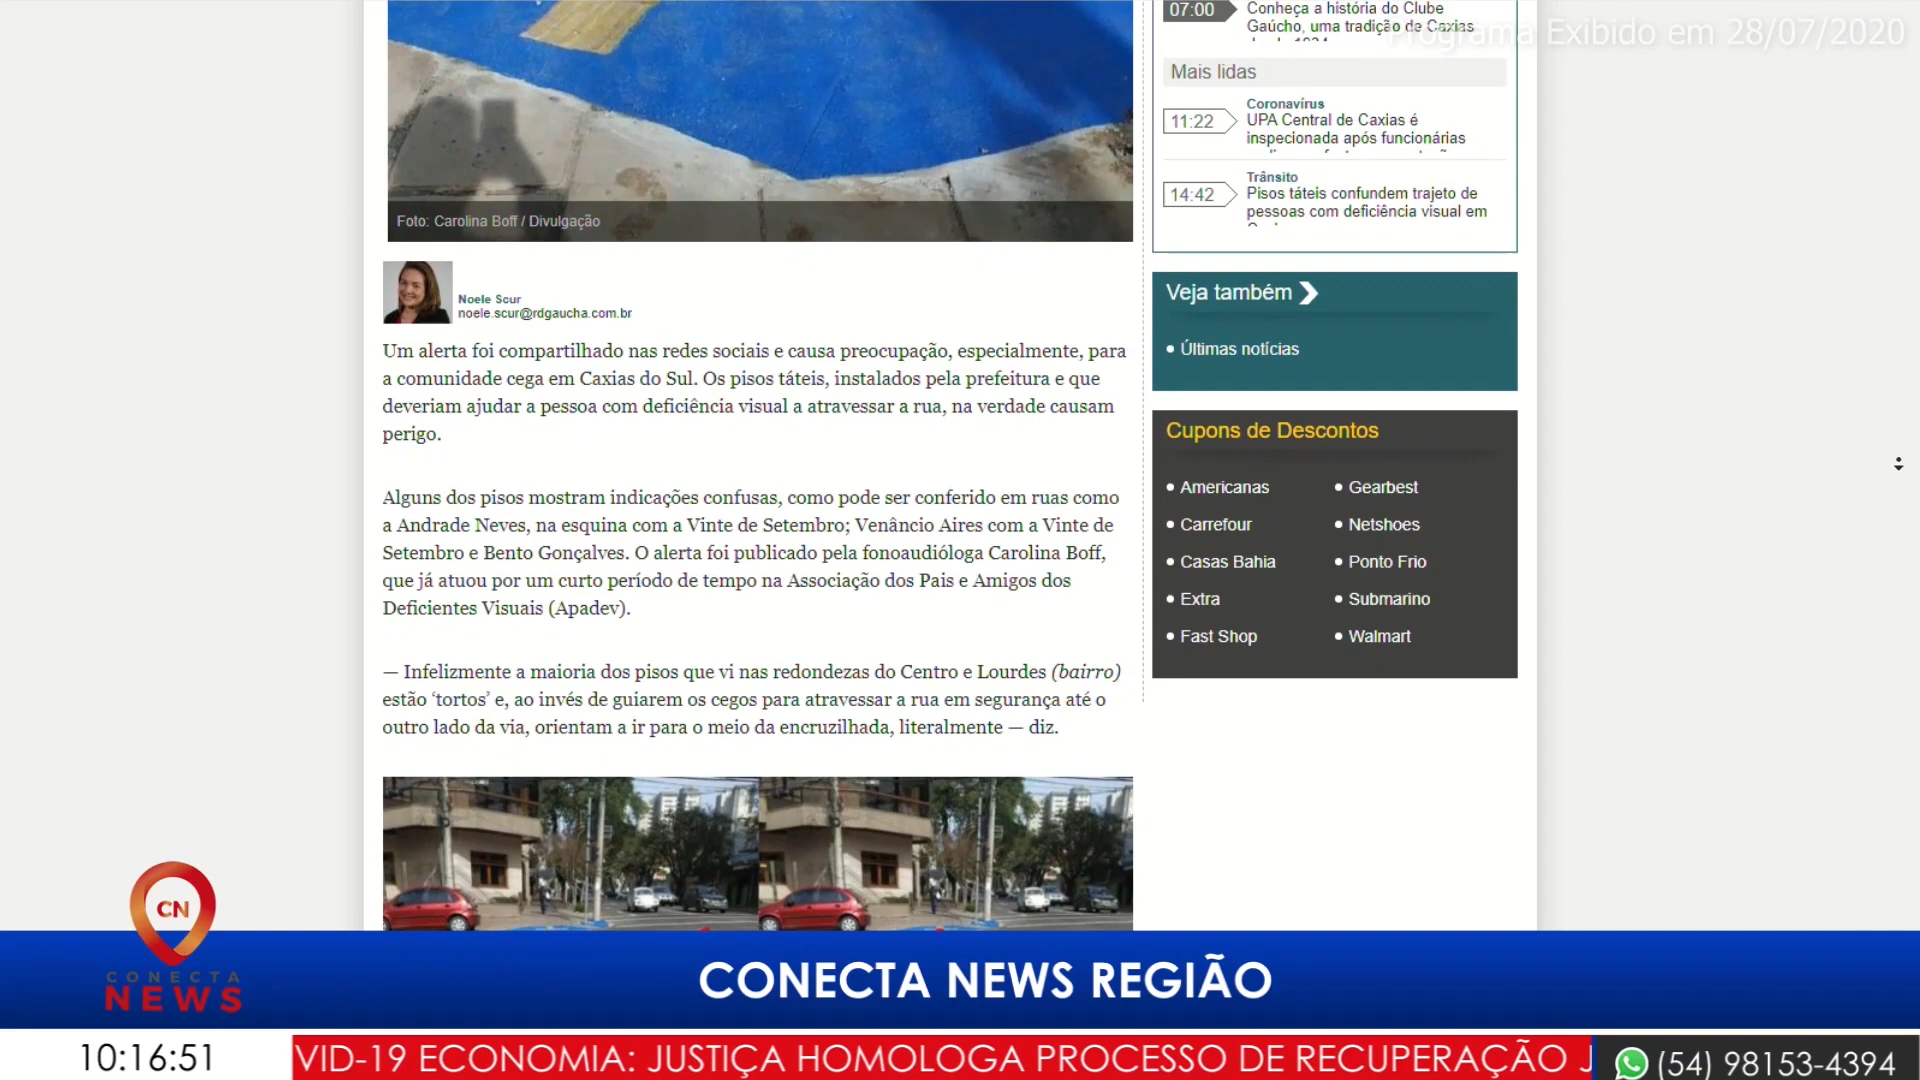 07:00
Conheça a história do Clube
Gaúcho, uma tradição de Caxias
Programa Exibido em 28/07/2020
Mais lidas
Coronavírus
11:22
UPA Central de Caxias é
inspecionada após funcionárias
Trânsito
14:42
Pisos táteis confundem trajeto de
pessoas com deficiência visual em
Foto: Carolina Boff / Divulgação
Veja também
Últimas notícias
Noele Scur
noele.scur@rdgaucha.com.br
Um alerta foi compartilhado nas redes sociais e causa preocupação, especialmente, para
a comunidade cega em Caxias do Sul. Os pisos táteis, instalados pela prefeitura e que
deveriam ajudar a pessoa com deficiência visual a atravessar a rua, na verdade causam
perigo.
Alguns dos pisos mostram indicações confusas, como pode ser conferido em ruas como
a Andrade Neves, na esquina com a Vinte de Setembro; Venâncio Aires com a Vinte de
Setembro e Bento Gonçalves. O alerta foi publicado pela fonoaudióloga Carolina Boff,
que já atuou por um curto período de tempo na Associação dos Pais e Amigos dos
Deficientes Visuais (Apadev).
— Infelizmente a maioria dos pisos que vi nas redondezas do Centro e Lourdes (bairro)
estão ‘tortos’ e, ao invés de guiarem os cegos para atravessar a rua em segurança até o
outro lado da via, orientam a ir para o meio da encruzilhada, literalmente — diz.
Cupons de Descontos
Americanas
Gearbest
Carrefour
Netshoes
Casas Bahia
Ponto Frio
Extra
Submarino
Fast Shop
Walmart
CN
CONECTA
NEWS
CONECTA NEWS REGIÃO
10:16:51
VID-19 ECONOMIA: JUSTIÇA HOMOLOGA PROCESSO DE RECUPERAÇÃO J
(54) 98153-4394